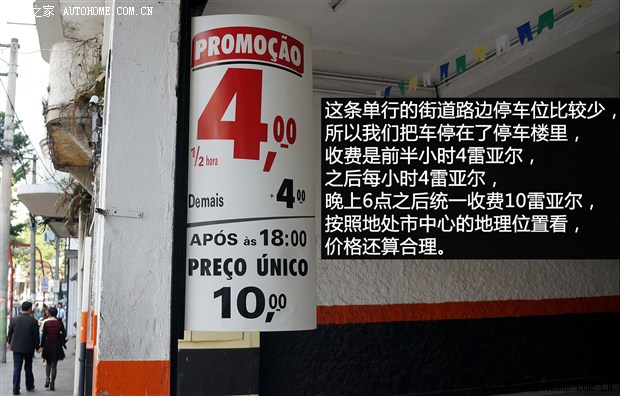 之家 AUTOHOME.COM.CN
PROMOÇÃO
4,00
1/2 hora
Demais +4,00
APÓS às 18:00
PREÇO ÚNICO
10,00
这条单行的街道路边停车位比较少，
所以我们把车停在了停车楼里，
收费是前半小时4雷亚尔，
之后每小时4雷亚尔，
晚上6点之后统一收费10雷亚尔，
按照地处市中心的地理位置看，
价格还算合理。